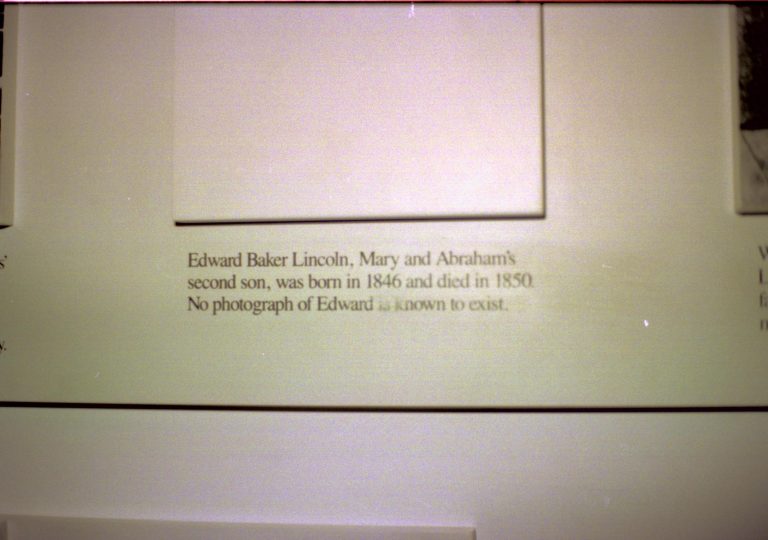 Edward Baker Lincoln, Mary and Abraham's
second son, was born in 1846 and died in 1850.
No photograph of Edward is known to exist.